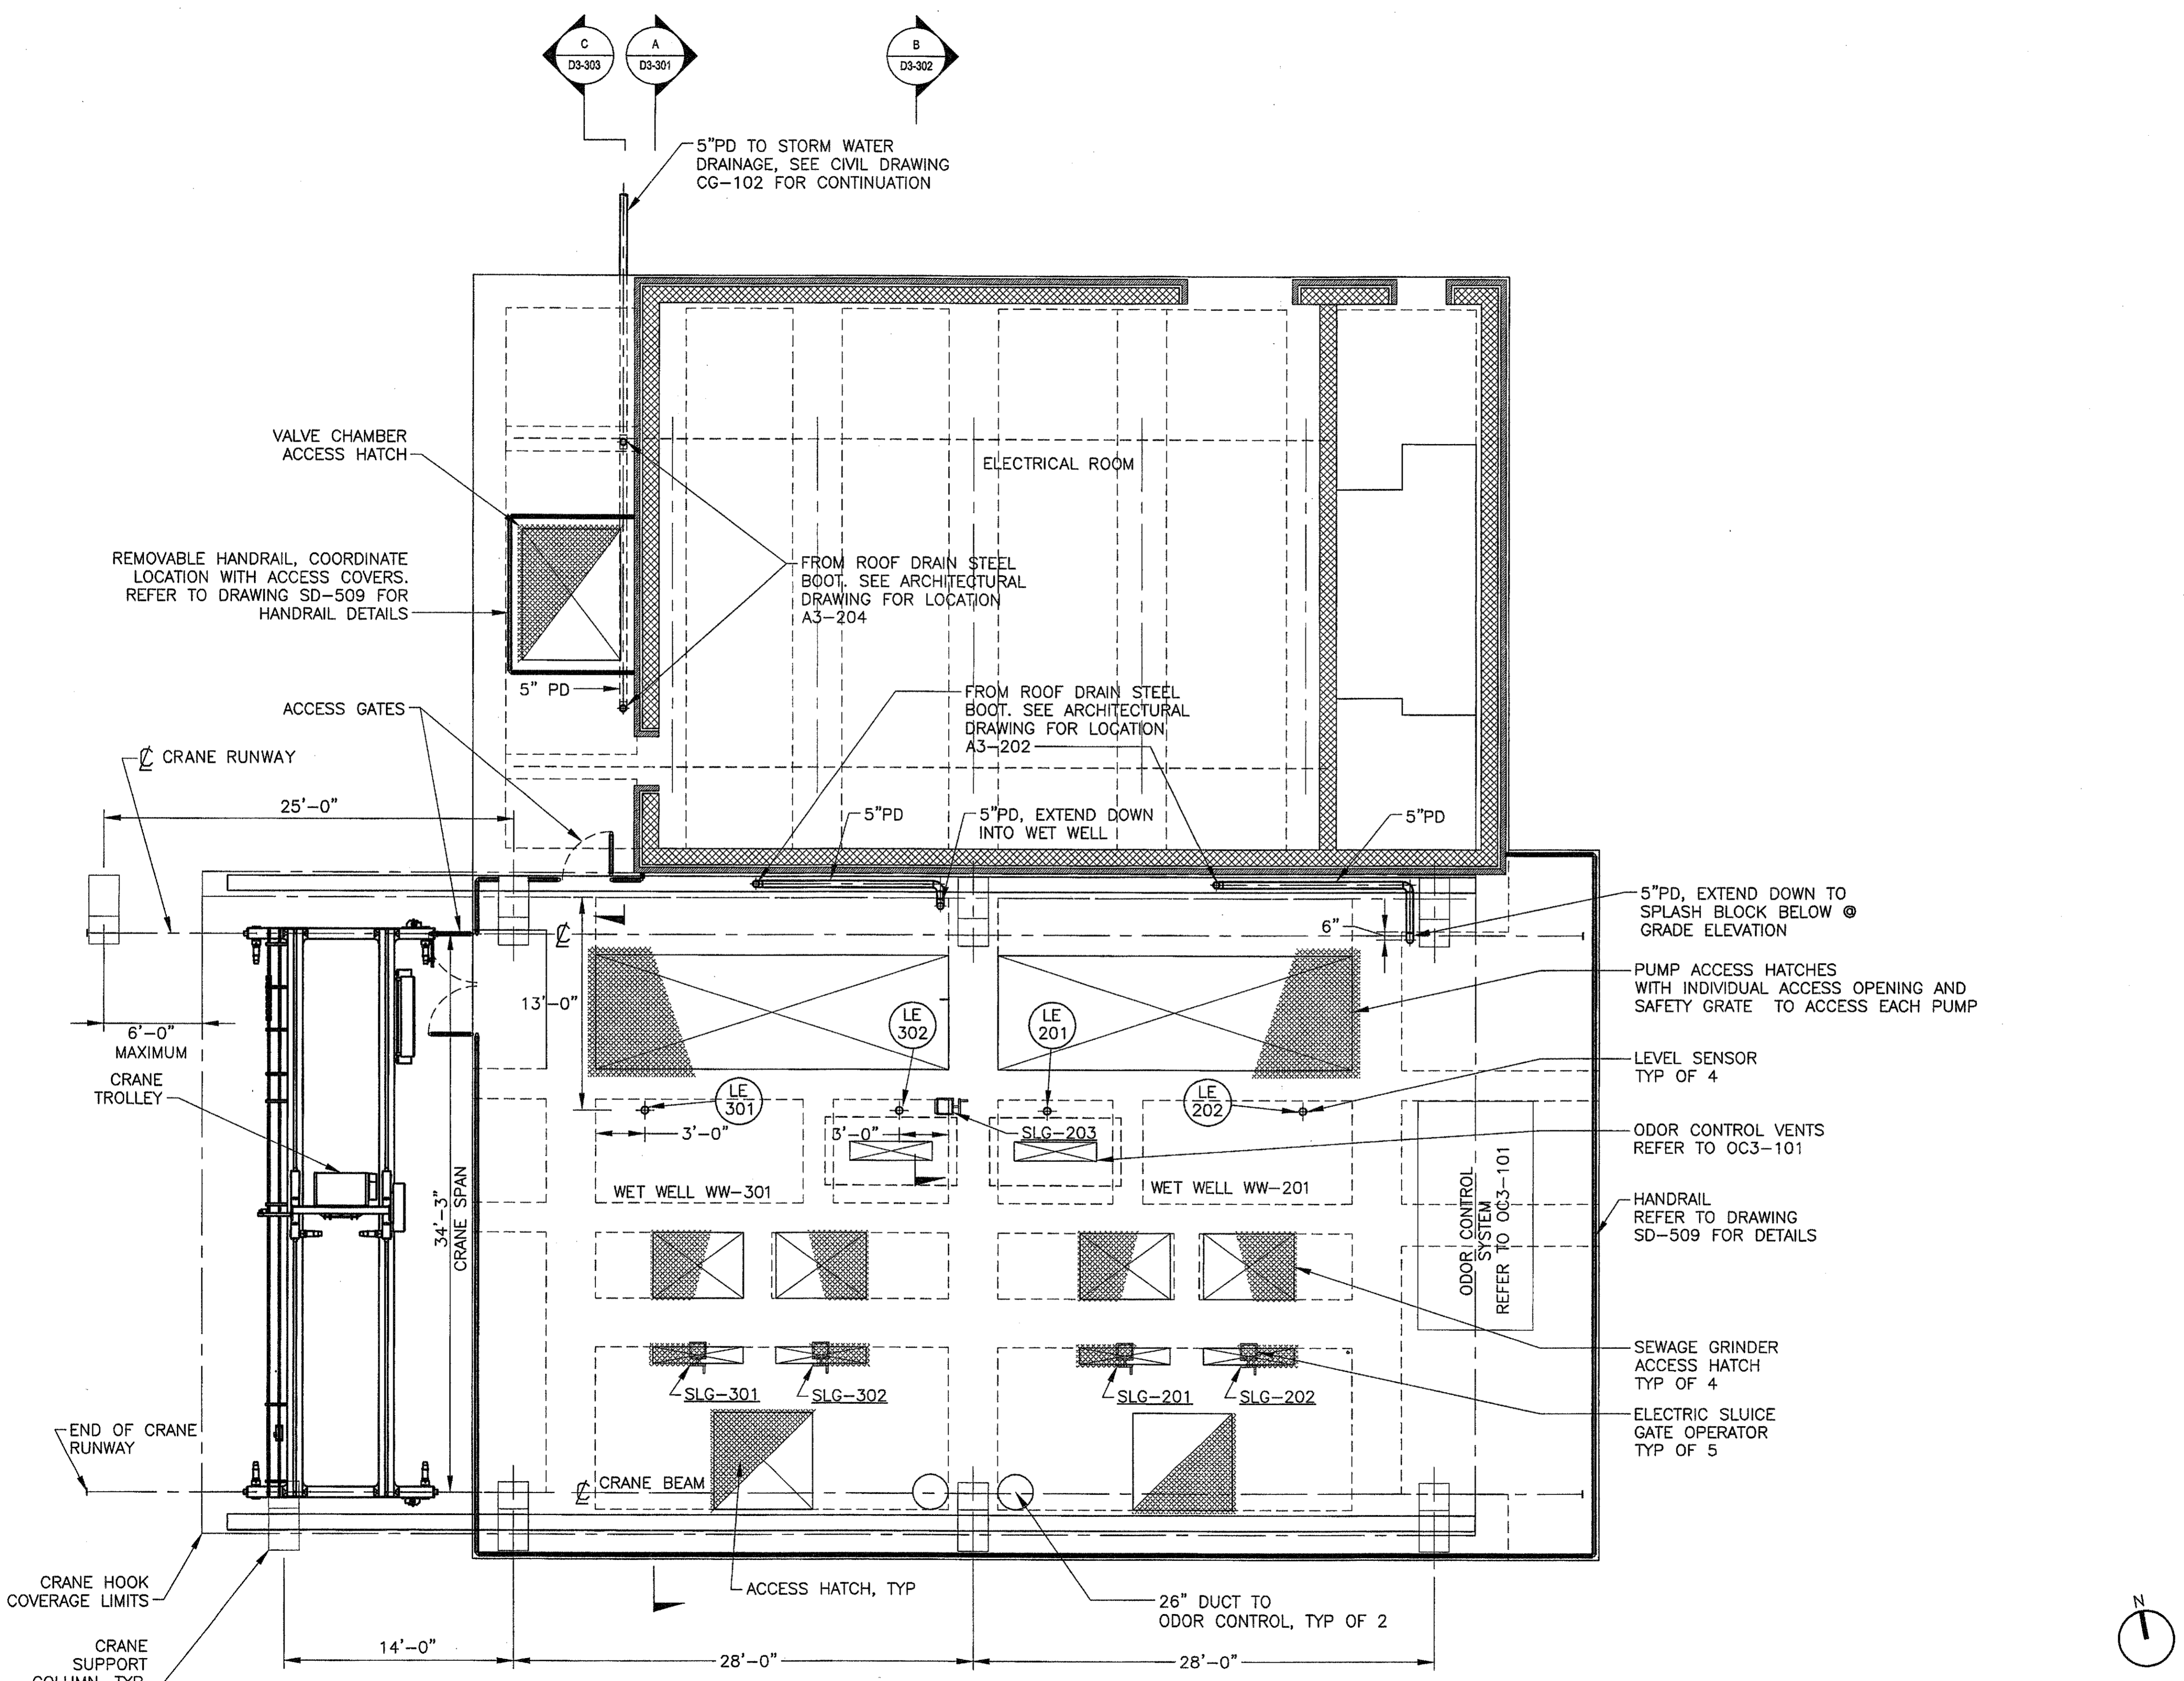 C
D3-303
A
D3-301
B
D3-302
5"PD TO STORM WATER
DRAINAGE, SEE CIVIL DRAWING
CG-102 FOR CONTINUATION
VALVE CHAMBER
ACCESS HATCH
ELECTRICAL ROOM
REMOVABLE HANDRAIL, COORDINATE
LOCATION WITH ACCESS COVERS.
REFER TO DRAWING SD-509 FOR
HANDRAIL DETAILS
FROM ROOF DRAIN STEEL
BOOT. SEE ARCHITECTURAL
DRAWING FOR LOCATION
A3-204
5" PD
ACCESS GATES
FROM ROOF DRAIN STEEL
BOOT. SEE ARCHITECTURAL
DRAWING FOR LOCATION
A3-202
℄ CRANE RUNWAY
25'-0"
5"PD
5"PD, EXTEND DOWN
INTO WET WELL
5"PD
5"PD, EXTEND DOWN TO
SPLASH BLOCK BELOW @
GRADE ELEVATION
℄
6"
13'-0"
PUMP ACCESS HATCHES
WITH INDIVIDUAL ACCESS OPENING AND
SAFETY GRATE TO ACCESS EACH PUMP
6'-0"
MAXIMUM
LE
302
LE
201
LEVEL SENSOR
TYP OF 4
CRANE
TROLLEY
LE
301
LE
202
3'-0"
3'-0"
SLG-203
ODOR CONTROL VENTS
REFER TO OC3-101
WET WELL WW-301
WET WELL WW-201
34'-3"
CRANE SPAN
ODOR CONTROL
SYSTEM
REFER TO OC3-101
HANDRAIL
REFER TO DRAWING
SD-509 FOR DETAILS
SEWAGE GRINDER
ACCESS HATCH
TYP OF 4
SLG-301
SLG-302
SLG-201
SLG-202
ELECTRIC SLUICE
GATE OPERATOR
TYP OF 5
END OF CRANE
RUNWAY
℄ CRANE BEAM
CRANE HOOK
COVERAGE LIMITS
ACCESS HATCH, TYP
26" DUCT TO
ODOR CONTROL, TYP OF 2
N
CRANE
SUPPORT
COLUMN, TYP
14'-0"
28'-0"
28'-0"